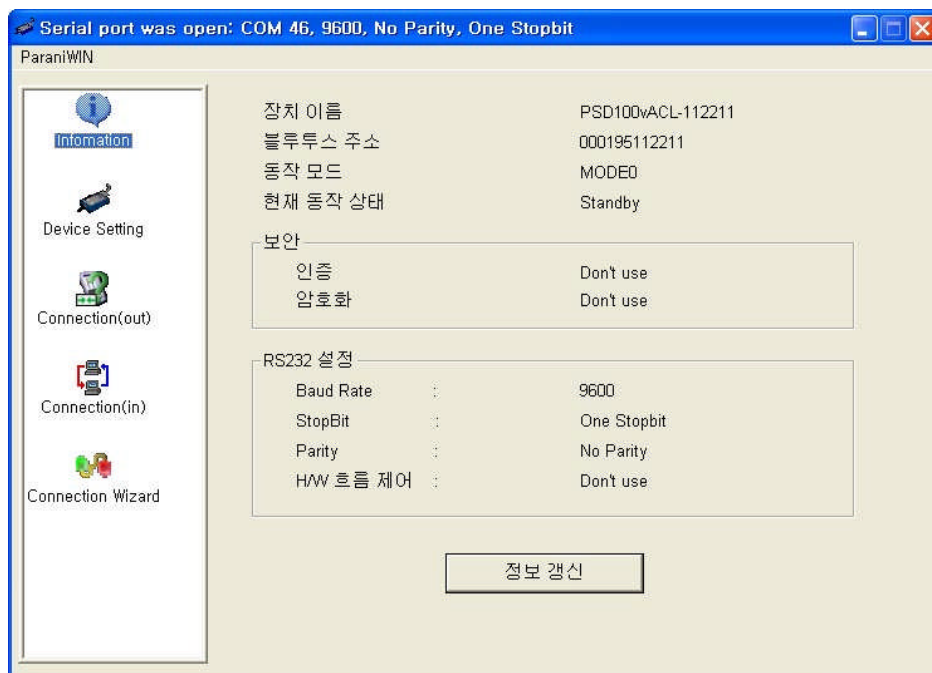 Serial port was open: COM 46, 9600, No Parity, One Stopbit
ParaniWIN
Infomation
Device Setting
Connection(out)
Connection(in)
Connection Wizard
장치 이름 PSD100vACL-112211
블루투스 주소 000195112211
동작 모드 MODE0
현재 동작 상태 Standby
보안
인증 Don't use
암호화 Don't use
RS232 설정
Baud Rate : 9600
StopBit : One Stopbit
Parity : No Parity
H/W 흐름 제어 : Don't use
정보 갱신